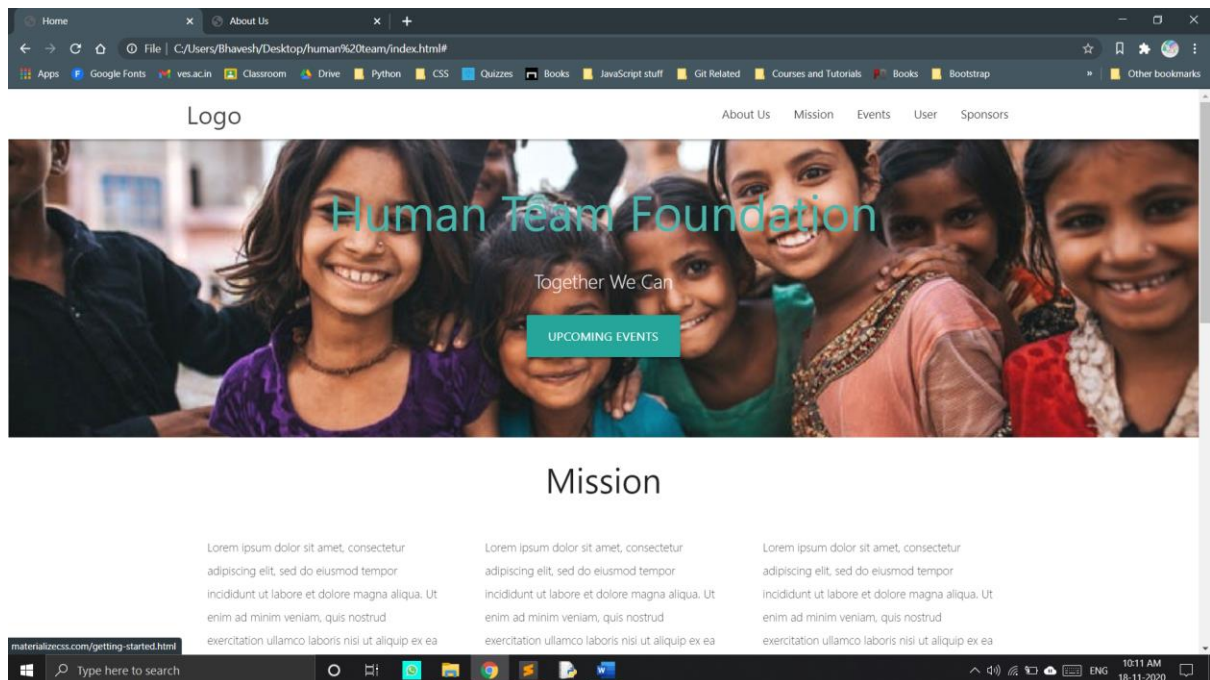 Home
About Us
File | C:/Users/Bhavesh/Desktop/human%20team/index.html#
Apps Google Fonts ves.ac.in Classroom Drive Python CSS Quizzes Books JavaScript stuff Git Related Courses and Tutorials Books Bootstrap » Other bookmarks
Logo
About Us Mission Events User Sponsors
Human Team Foundation
Together We Can
UPCOMING EVENTS
Mission
Lorem ipsum dolor sit amet, consectetur
adipiscing elit, sed do eiusmod tempor
incididunt ut labore et dolore magna aliqua. Ut
enim ad minim veniam, quis nostrud
exercitation ullamco laboris nisi ut aliquip ex ea
Lorem ipsum dolor sit amet, consectetur
adipiscing elit, sed do eiusmod tempor
incididunt ut labore et dolore magna aliqua. Ut
enim ad minim veniam, quis nostrud
exercitation ullamco laboris nisi ut aliquip ex ea
Lorem ipsum dolor sit amet, consectetur
adipiscing elit, sed do eiusmod tempor
incididunt ut labore et dolore magna aliqua. Ut
enim ad minim veniam, quis nostrud
exercitation ullamco laboris nisi ut aliquip ex ea
materializecss.com/getting-started.html
Type here to search
ENG
10:11 AM
18-11-2020